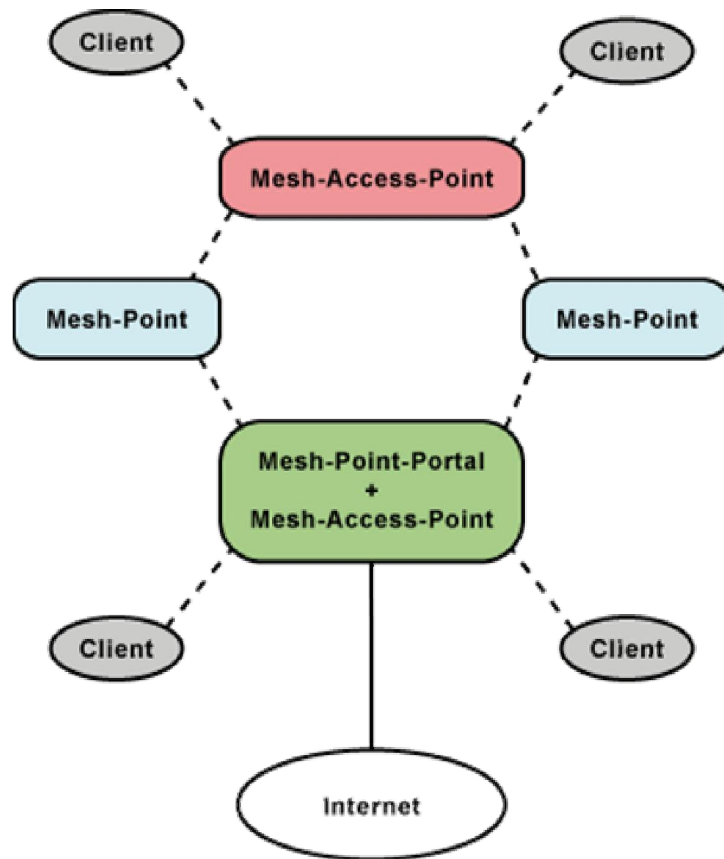 Client
Client
Mesh-Access-Point
Mesh-Point
Mesh-Point
Mesh-Point-Portal
+
Mesh-Access-Point
Client
Client
Internet